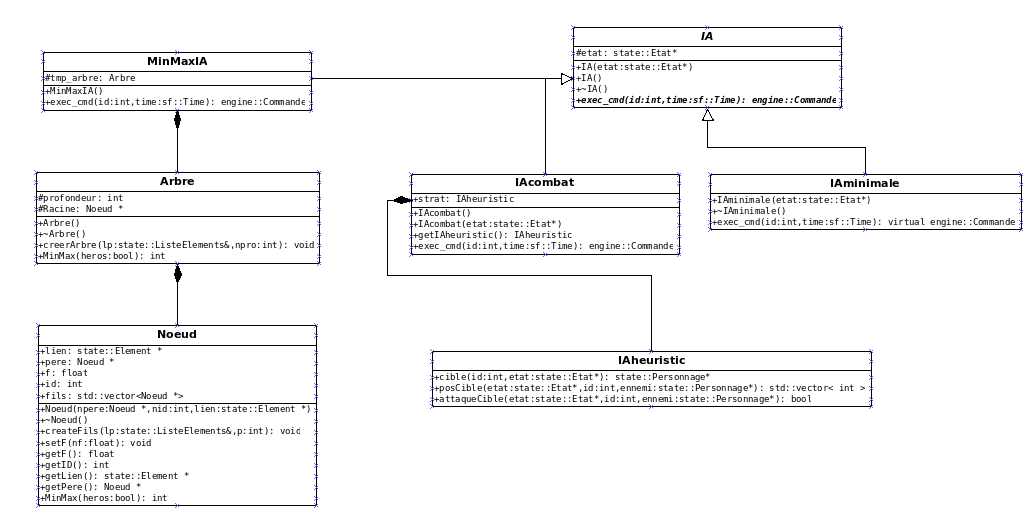 MinMaxIA
#tmp_arbre: Arbre
+MinMaxIA()
+exec_cmd(id:int,time:sf::Time): engine::Commande
IA
#etat: state::Etat*
+IA(etat:state::Etat*)
+IA()
+~IA()
+exec_cmd(id:int,time:sf::Time): engine::Commande
Arbre
#profondeur: int
#Racine: Noeud *
+Arbre()
+~Arbre()
+creerArbre(lp:state::ListeElements&,npro:int): void
+MinMax(heros:bool): int
IAcombat
+strat: IAheuristic
+IAcombat()
+IAcombat(etat:state::Etat*)
+getIAheuristic(): IAheuristic
+exec_cmd(id:int,time:sf::Time): engine::Commande
IAminimale
+IAminimale(etat:state::Etat*)
+~IAminimale()
+exec_cmd(id:int,time:sf::Time): virtual engine::Commande
Noeud
+lien: state::Element *
+pere: Noeud *
+f: float
+id: int
+fils: std::vector<Noeud *>
+Noeud(npere:Noeud *,nid:int,lien:state::Element *)
+~Noeud()
+createFils(lp:state::ListeElements&,p:int): void
+setF(nf:float): void
+getF(): float
+getID(): int
+getLien(): state::Element *
+getPere(): Noeud *
+MinMax(heros:bool): int
IAheuristic
+cible(id:int,etat:state::Etat*): state::Personnage*
+posCible(etat:state::Etat*,id:int,ennemi:state::Personnage*): std::vector< int >
+attaqueCible(etat:state::Etat*,id:int,ennemi:state::Personnage*): bool